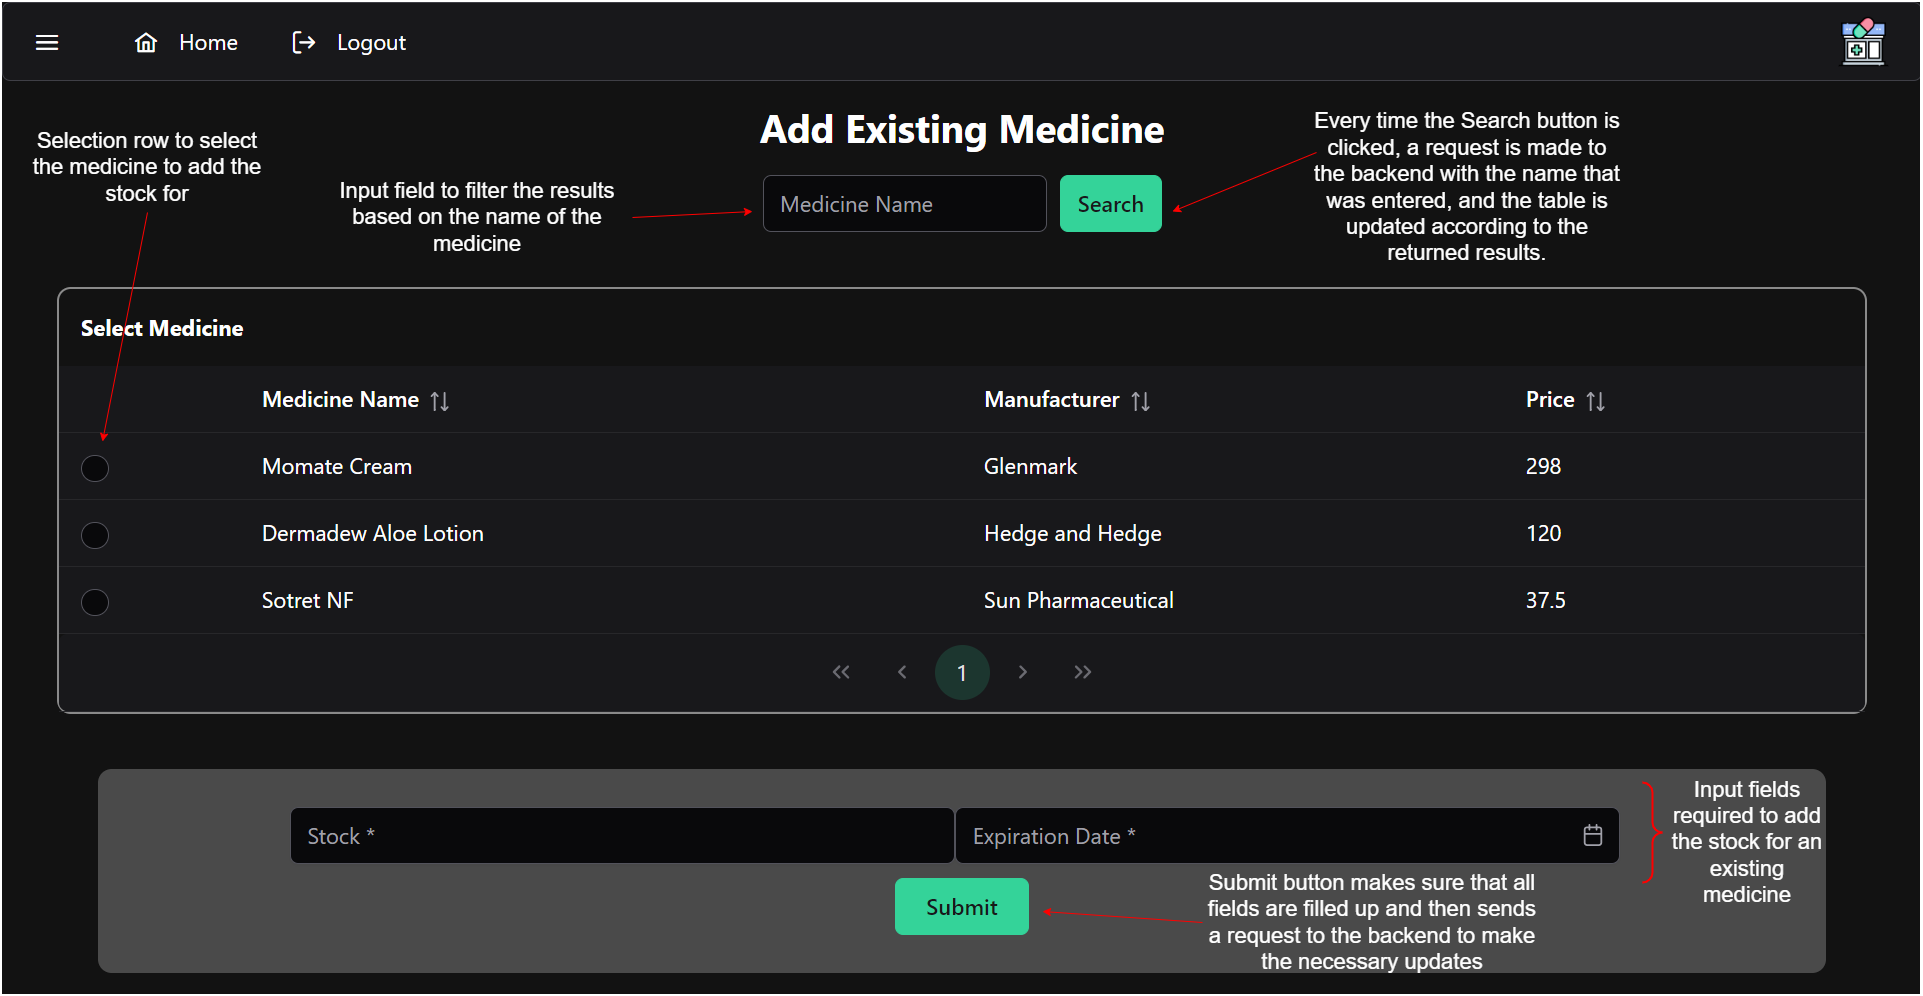 Home
Logout
Add Existing Medicine
Selection row to select
the medicine to add the
stock for
Input field to filter the results
based on the name of the
medicine
Medicine Name
Search
Every time the Search button is
clicked, a request is made to
the backend with the name that
was entered, and the table is
updated according to the
returned results.
Select Medicine
Medicine Name Manufacturer Price
Momate Cream Glenmark 298
Dermadew Aloe Lotion Hedge and Hedge 120
Sotret NF Sun Pharmaceutical 37.5
1
Stock *
Expiration Date *
Input fields
required to add
the stock for an
existing
medicine
Submit
Submit button makes sure that all
fields are filled up and then sends
a request to the backend to make
the necessary updates